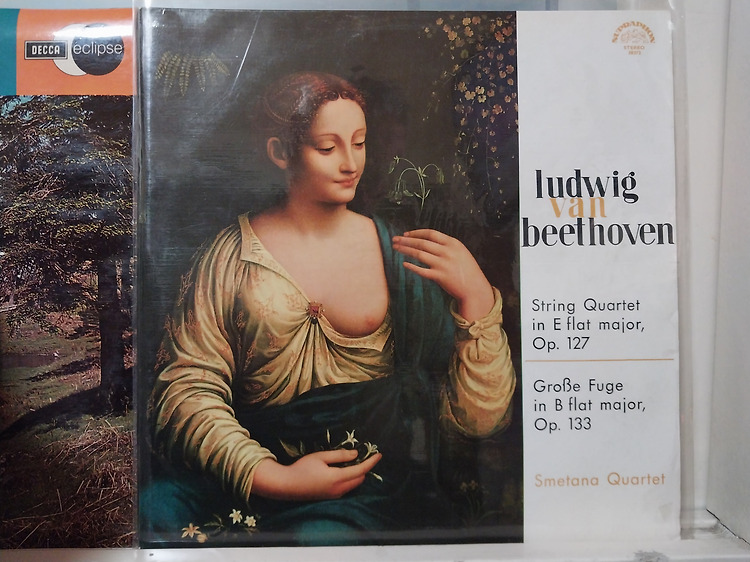 DECCA eclipse
SUPRAPHON
STEREO
ludwig
van
beethoven
String Quartet
in E flat major,
Op. 127
Große Fuge
in B flat major,
Op. 133
Smetana Quartet